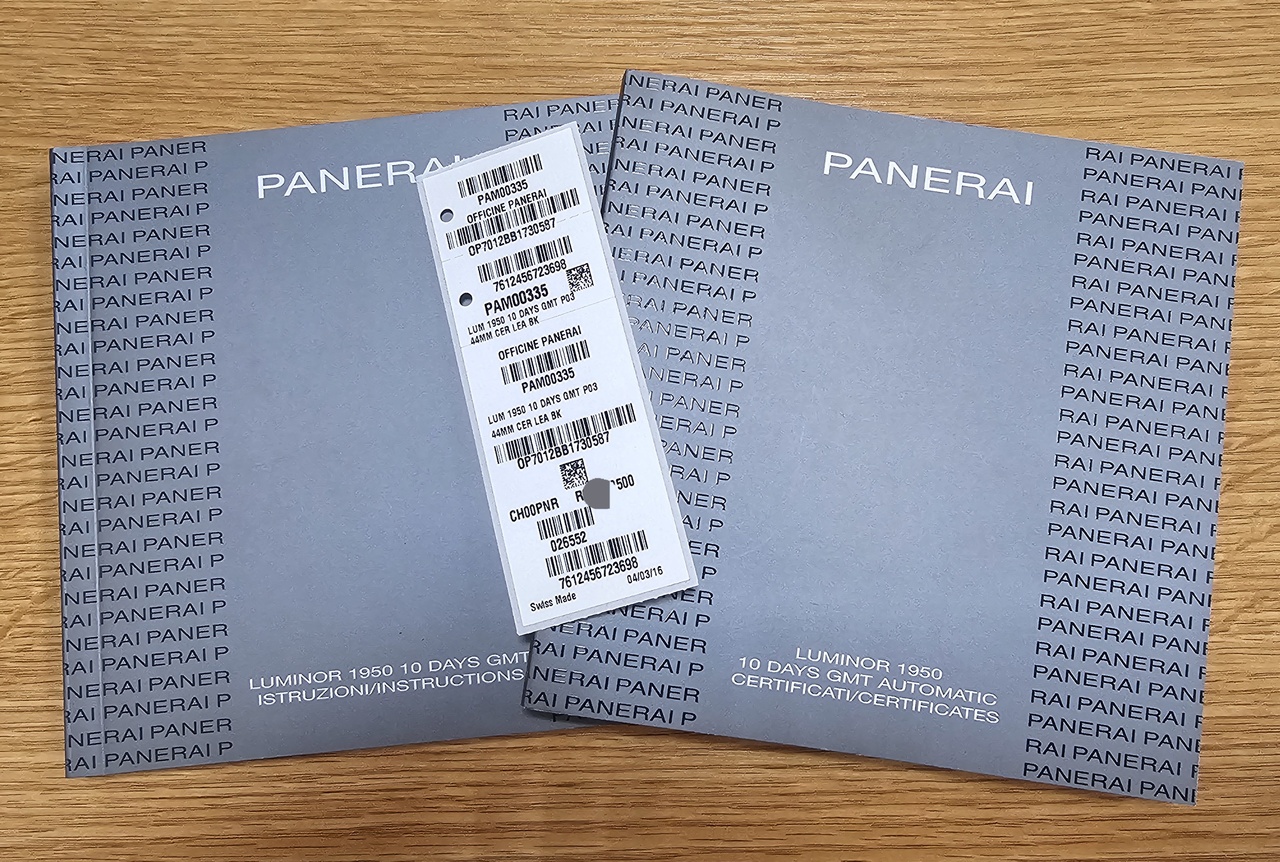 PANERAI
LUMINOR 1950 10 DAYS GMT
ISTRUZIONI/INSTRUCTIONS
PAM00335
OFFICINE PANERAI
OP7012BB1730587
7612456723698
PAM00335
LUM 1950 10 DAYS GMT P03
44MM CER LEA BK
OFFICINE PANERAI
PAM00335
LUM 1950 10 DAYS GMT P03
44MM CER LEA BK
OP7012BB1730587
CH00PNR
500
026552
7612456723698
04/03/16
Swiss Made
PANERAI
LUMINOR 1950
10 DAYS GMT AUTOMATIC
CERTIFICATI/CERTIFICATES